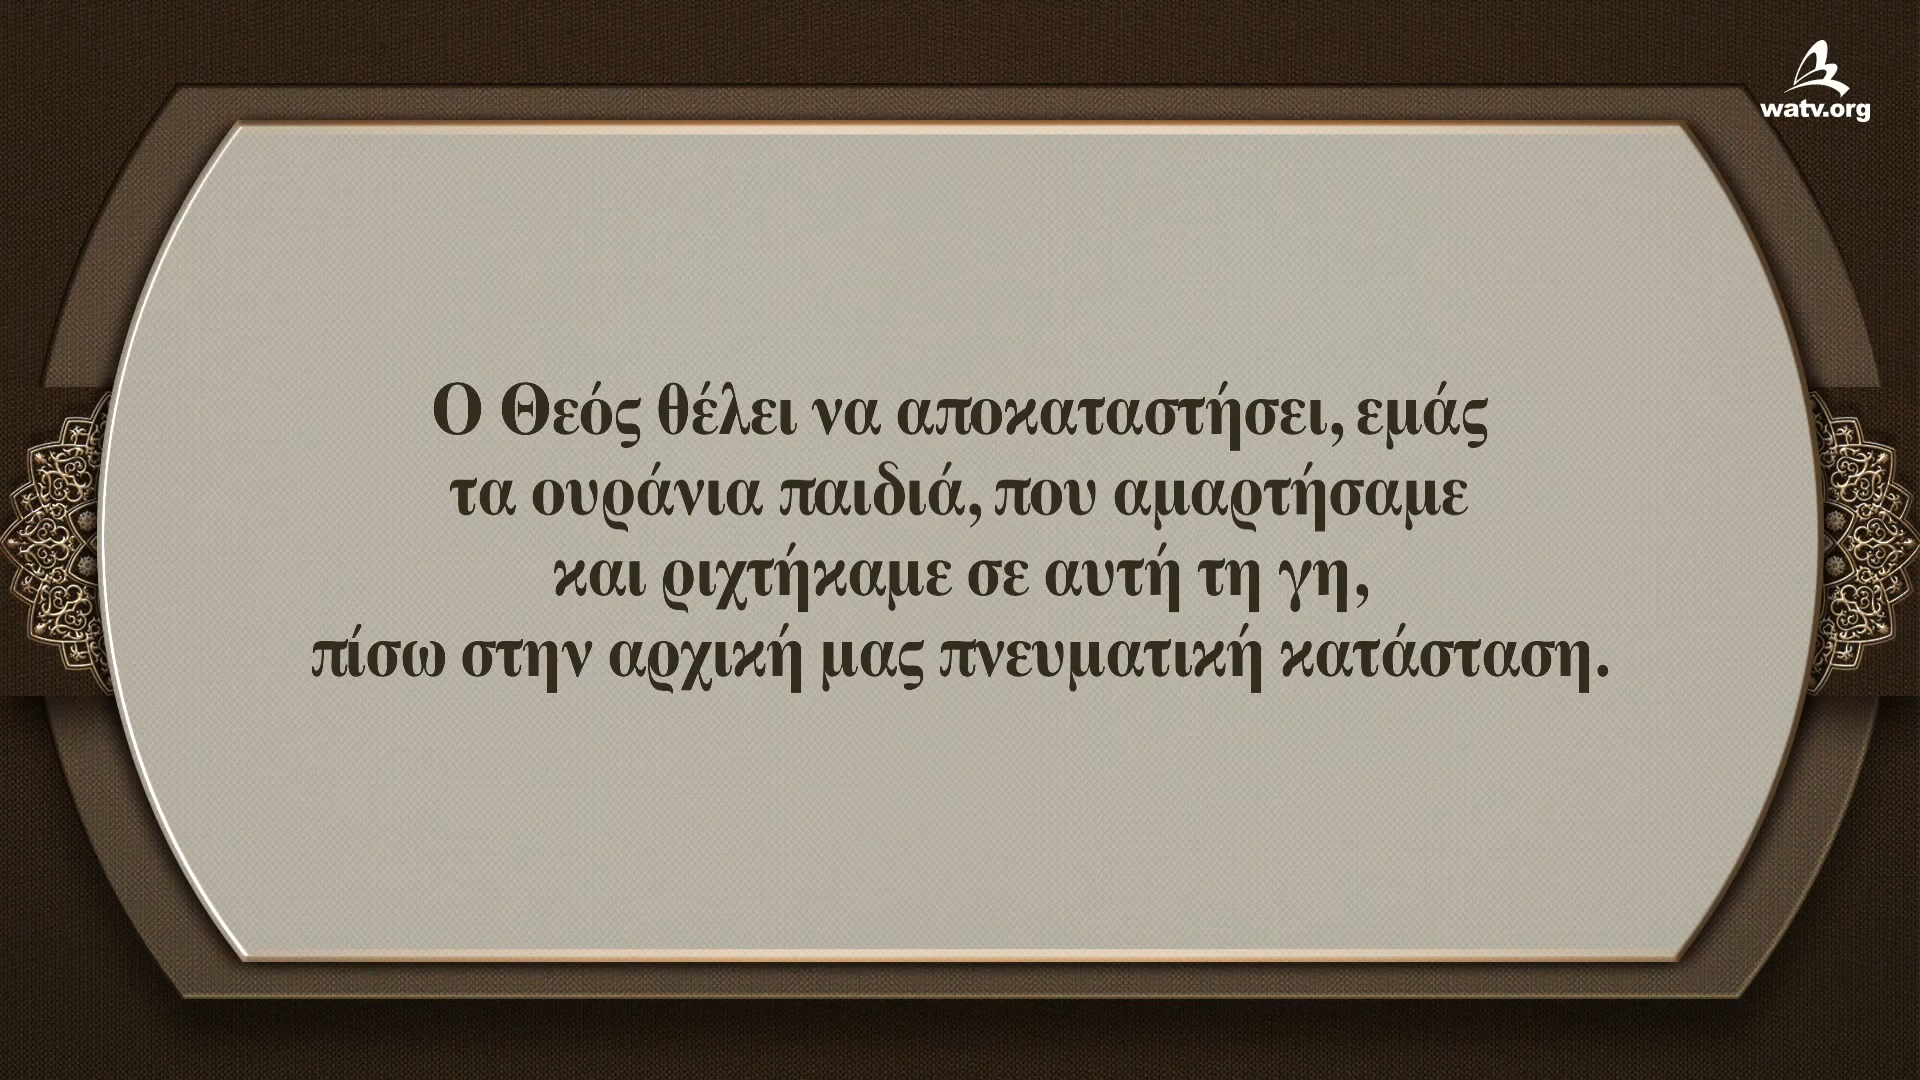 watv.org
Ο Θεός θέλει να αποκαταστήσει, εμάς
τα ουράνια παιδιά, που αμαρτήσαμε
και ριχτήκαμε σε αυτή τη γη,
πίσω στην αρχική μας πνευματική κατάσταση.